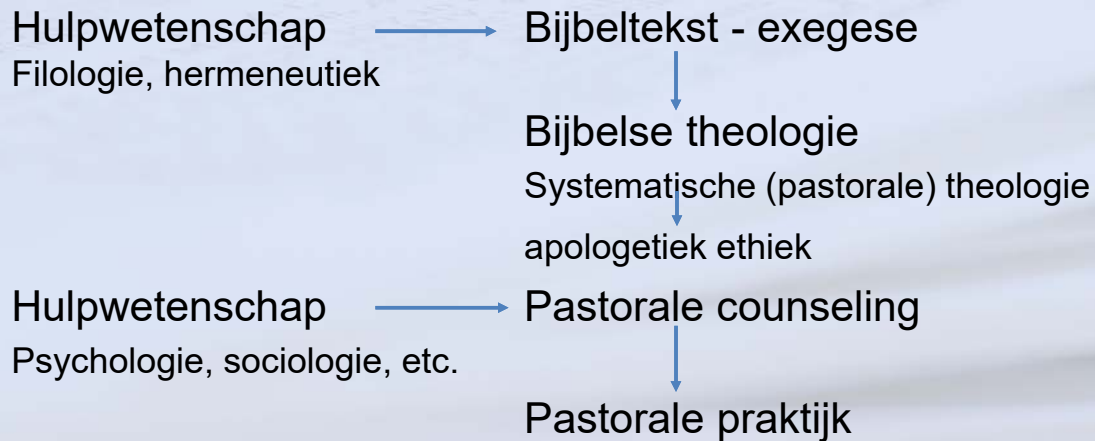 Hulpwetenschap
Bijbeltekst - exegese
Filologie, hermeneutiek
Bijbelse theologie
Systematische (pastorale) theologie
apologetiek ethiek
Hulpwetenschap
Pastorale counseling
Psychologie, sociologie, etc.
Pastorale praktijk